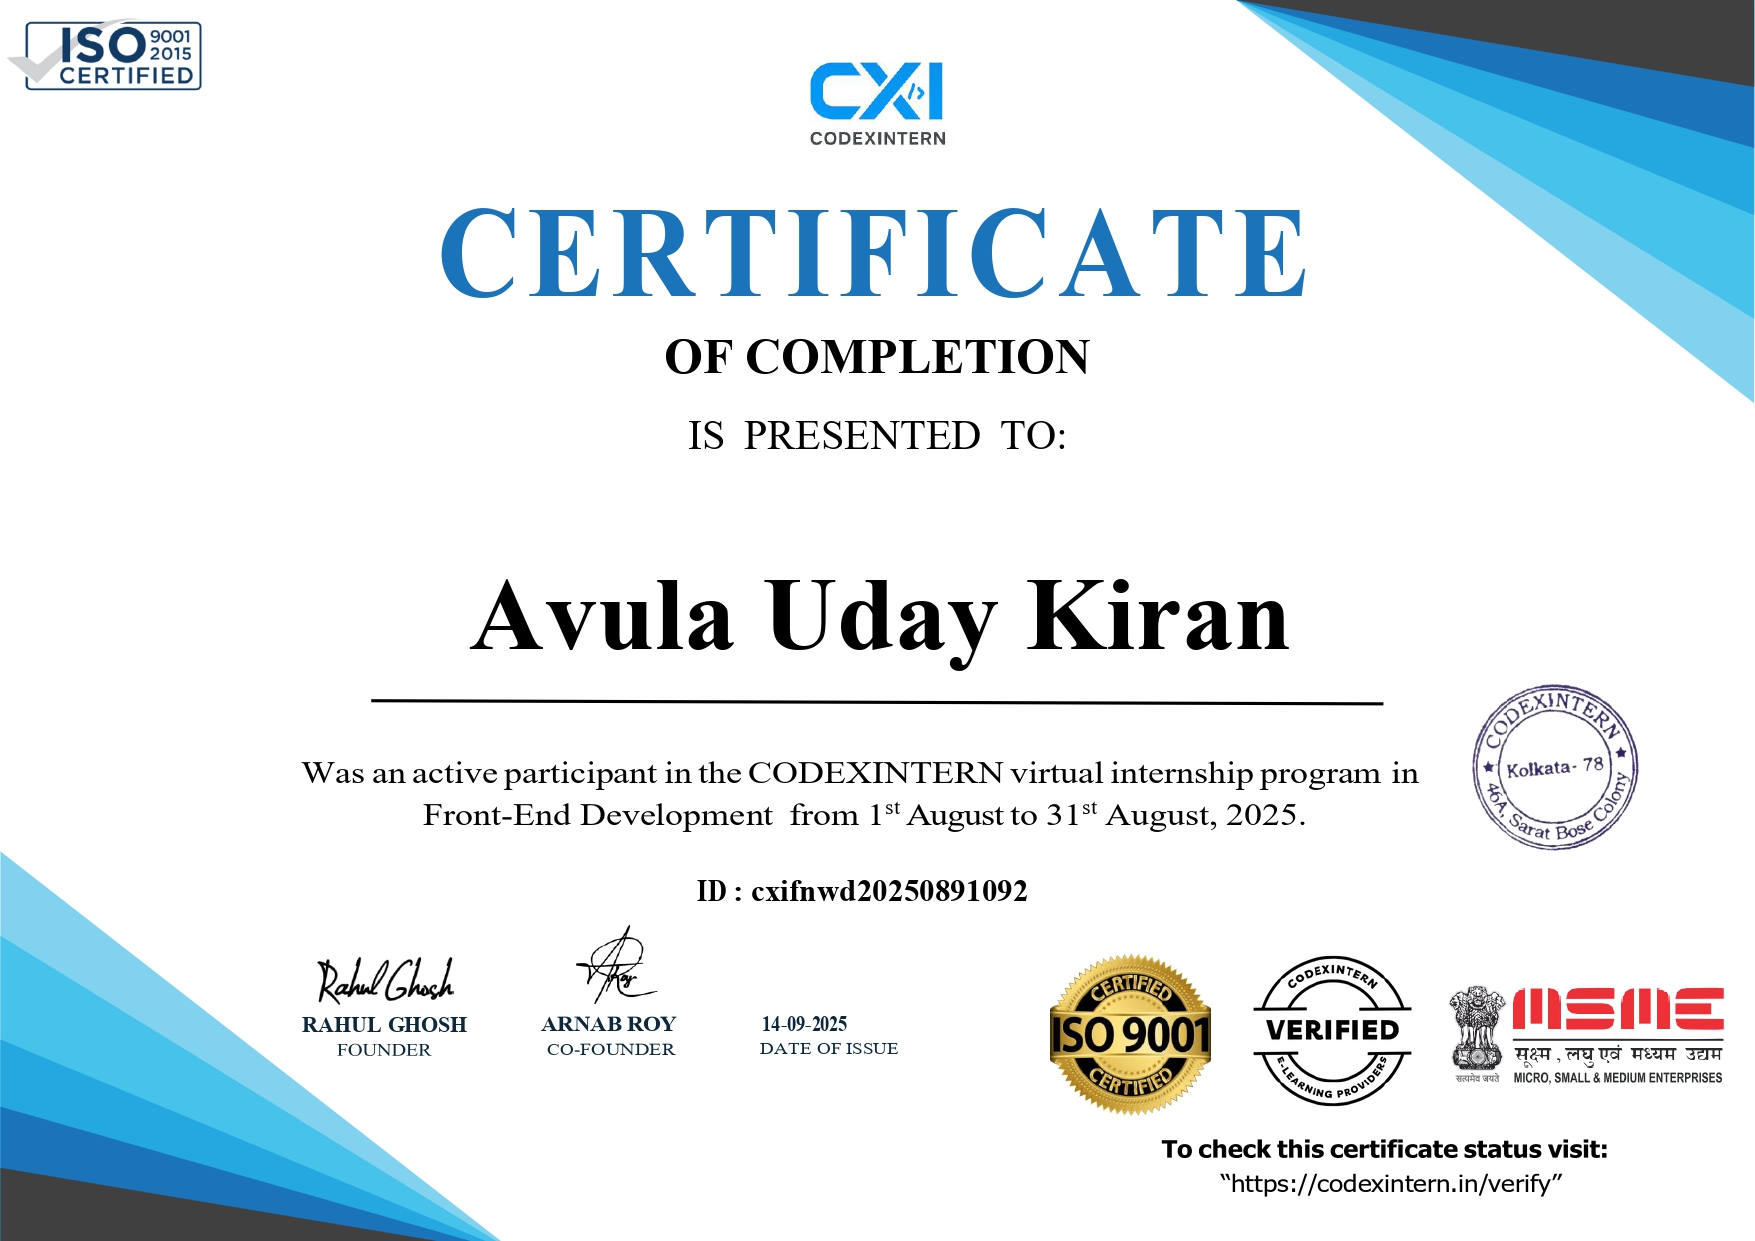 ISO 9001
2015
CERTIFIED
CXI
CODEXINTERN
CERTIFICATE
OF COMPLETION
IS PRESENTED TO:
Avula Uday Kiran
Was an active participant in the CODEXINTERN virtual internship program in
Front-End Development from 1st August to 31st August, 2025.
CODEXINTERN
Kolkata- 78
46A, Sarat Bose Colony
ID : cxifnwd20250891092
Rahul Ghosh
RAHUL GHOSH
FOUNDER
ARNAB ROY
CO-FOUNDER
14-09-2025
DATE OF ISSUE
CERTIFIED
ISO 9001
CERTIFIED
CODEXINTERN
VERIFIED
E-LEARNING PROVIDERS
सत्यमेव जयते
MSME
सूक्ष्म , लघु एवं मध्यम उद्यम
MICRO, SMALL & MEDIUM ENTERPRISES
To check this certificate status visit:
“https://codexintern.in/verify”